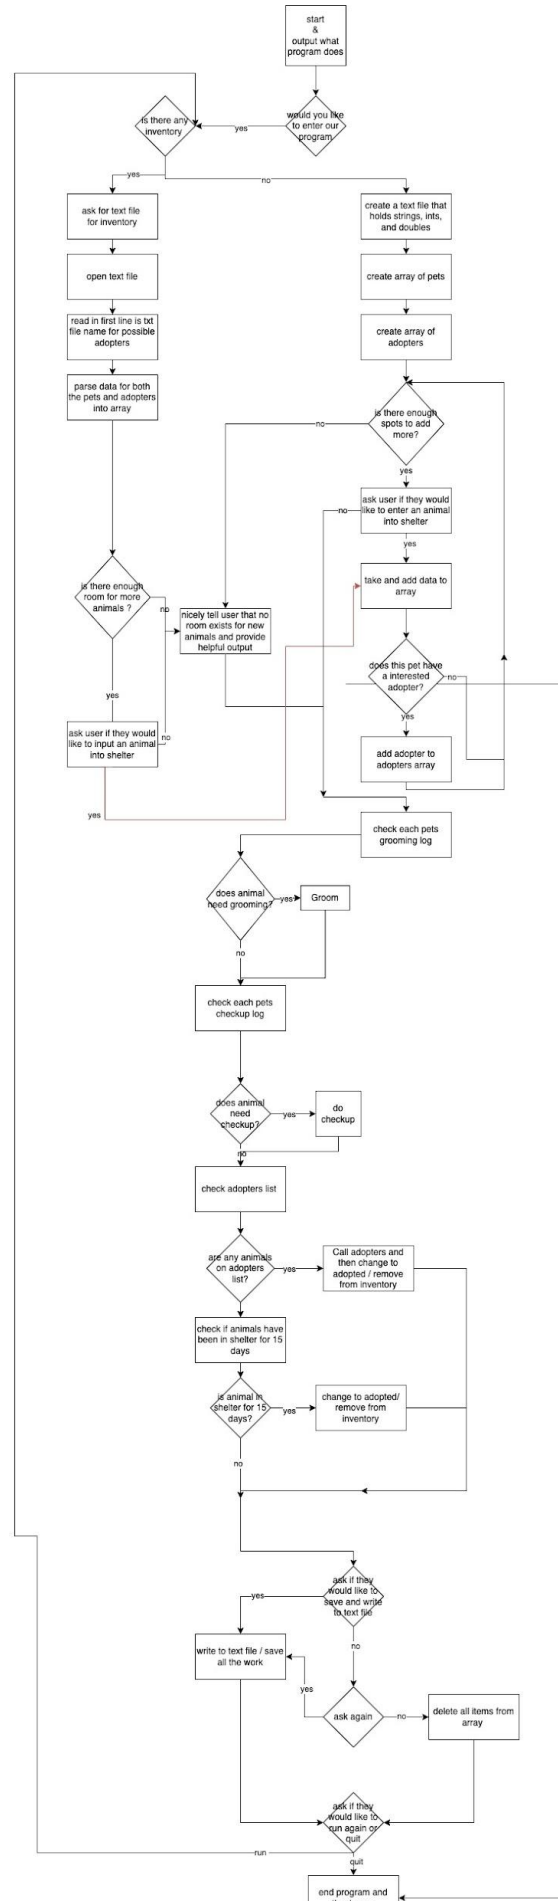 start
&
output what
program does
would you like
to enter our
program
yes
is there any
inventory
yes
no
ask for text file
for inventory
create a text file that
holds strings, ints,
and doubles
open text file
create array of pets
read in first line is txt
file name for possible
adopters
create array of
adopters
parse data for both
the pets and adopters
into array
is there enough
spots to add
more?
no
yes
ask user if they would
like to enter an animal
into shelter
no
yes
is there enough
room for more
animals ?
no
take and add data to
array
nicely tell user that no
room exists for new
animals and provide
helpful output
does this pet have
a interested
adopter?
no
yes
yes
ask user if they would
like to input an animal
into shelter
no
add adopter to
adopters array
yes
check each pets
grooming log
does animal
need grooming?
yes
Groom
no
check each pets
checkup log
does animal
need
checkup?
yes
do
checkup
no
check adopters list
are any animals
on adopters
list?
yes
Call adopters and
then change to
adopted / remove
from inventory
check if animals have
been in shelter for 15
days
is animal in
shelter for 15
days?
yes
change to adopted/
remove from
inventory
no
ask if they
would like to
save and write
to text file
yes
no
write to text file / save
all the work
yes
ask again
no
delete all items from
array
ask if they
would like to
run again or
quit
run
quit
end program and